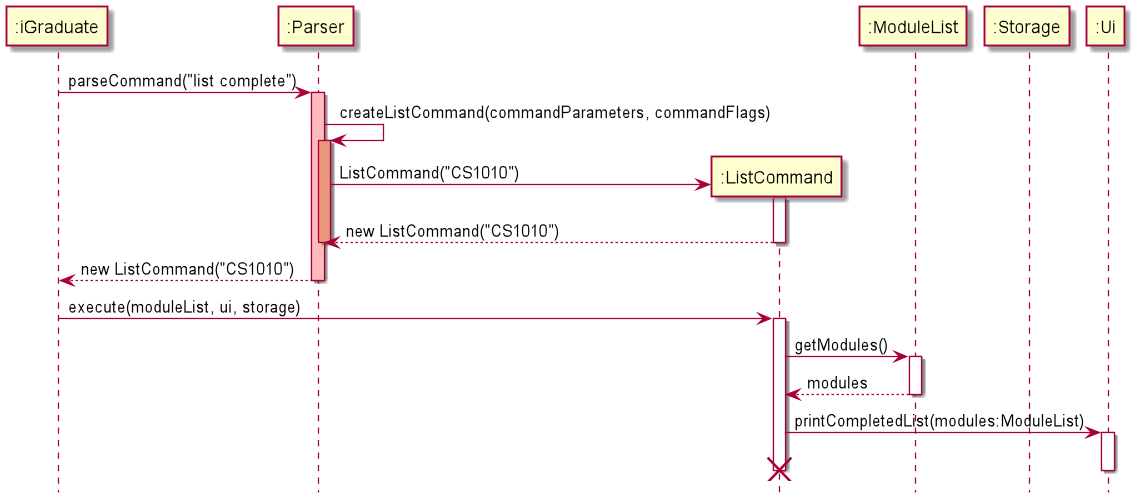 :iGraduate
:Parser
:ModuleList
:Storage
:Ui
parseCommand("list complete")
createListCommand(commandParameters, commandFlags)
ListCommand("CS1010")
:ListCommand
new ListCommand("CS1010")
new ListCommand("CS1010")
execute(moduleList, ui, storage)
getModules()
modules
printCompletedList(modules:ModuleList)